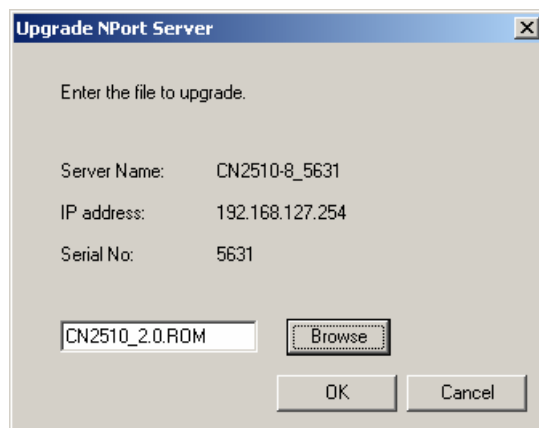 Upgrade NPort Server
Enter the file to upgrade.
Server Name: CN2510-8_5631
IP address: 192.168.127.254
Serial No: 5631
CN2510_2.0.ROM Browse
OK Cancel